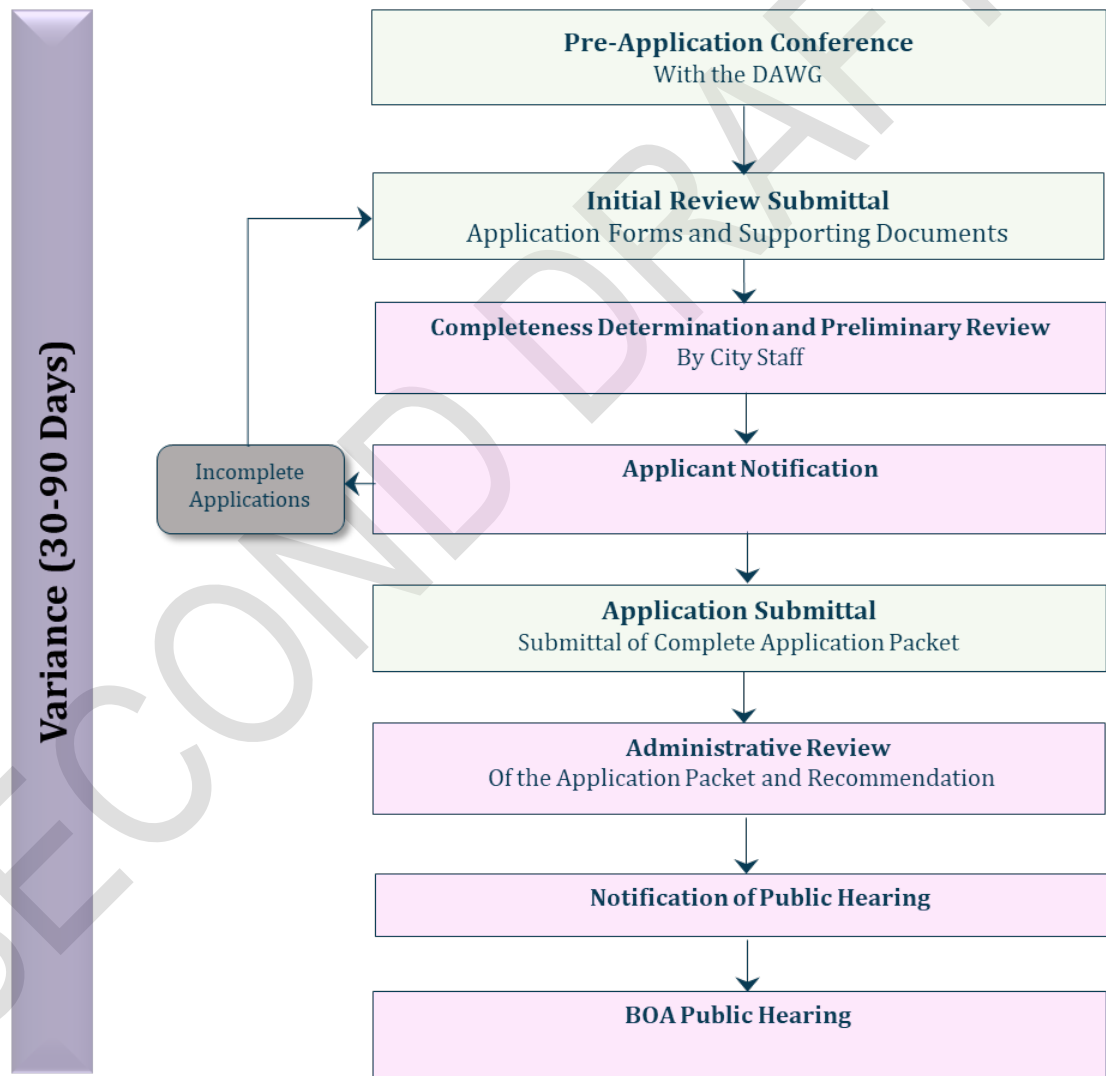 Pre-Application Conference
With the DAWG
Initial Review Submittal
Application Forms and Supporting Documents
Completeness Determination and Preliminary Review
By City Staff
Applicant Notification
Incomplete
Applications
Application Submittal
Submittal of Complete Application Packet
Administrative Review
Of the Application Packet and Recommendation
Notification of Public Hearing
BOA Public Hearing
Variance (30-90 Days)
SECOND DRAFT